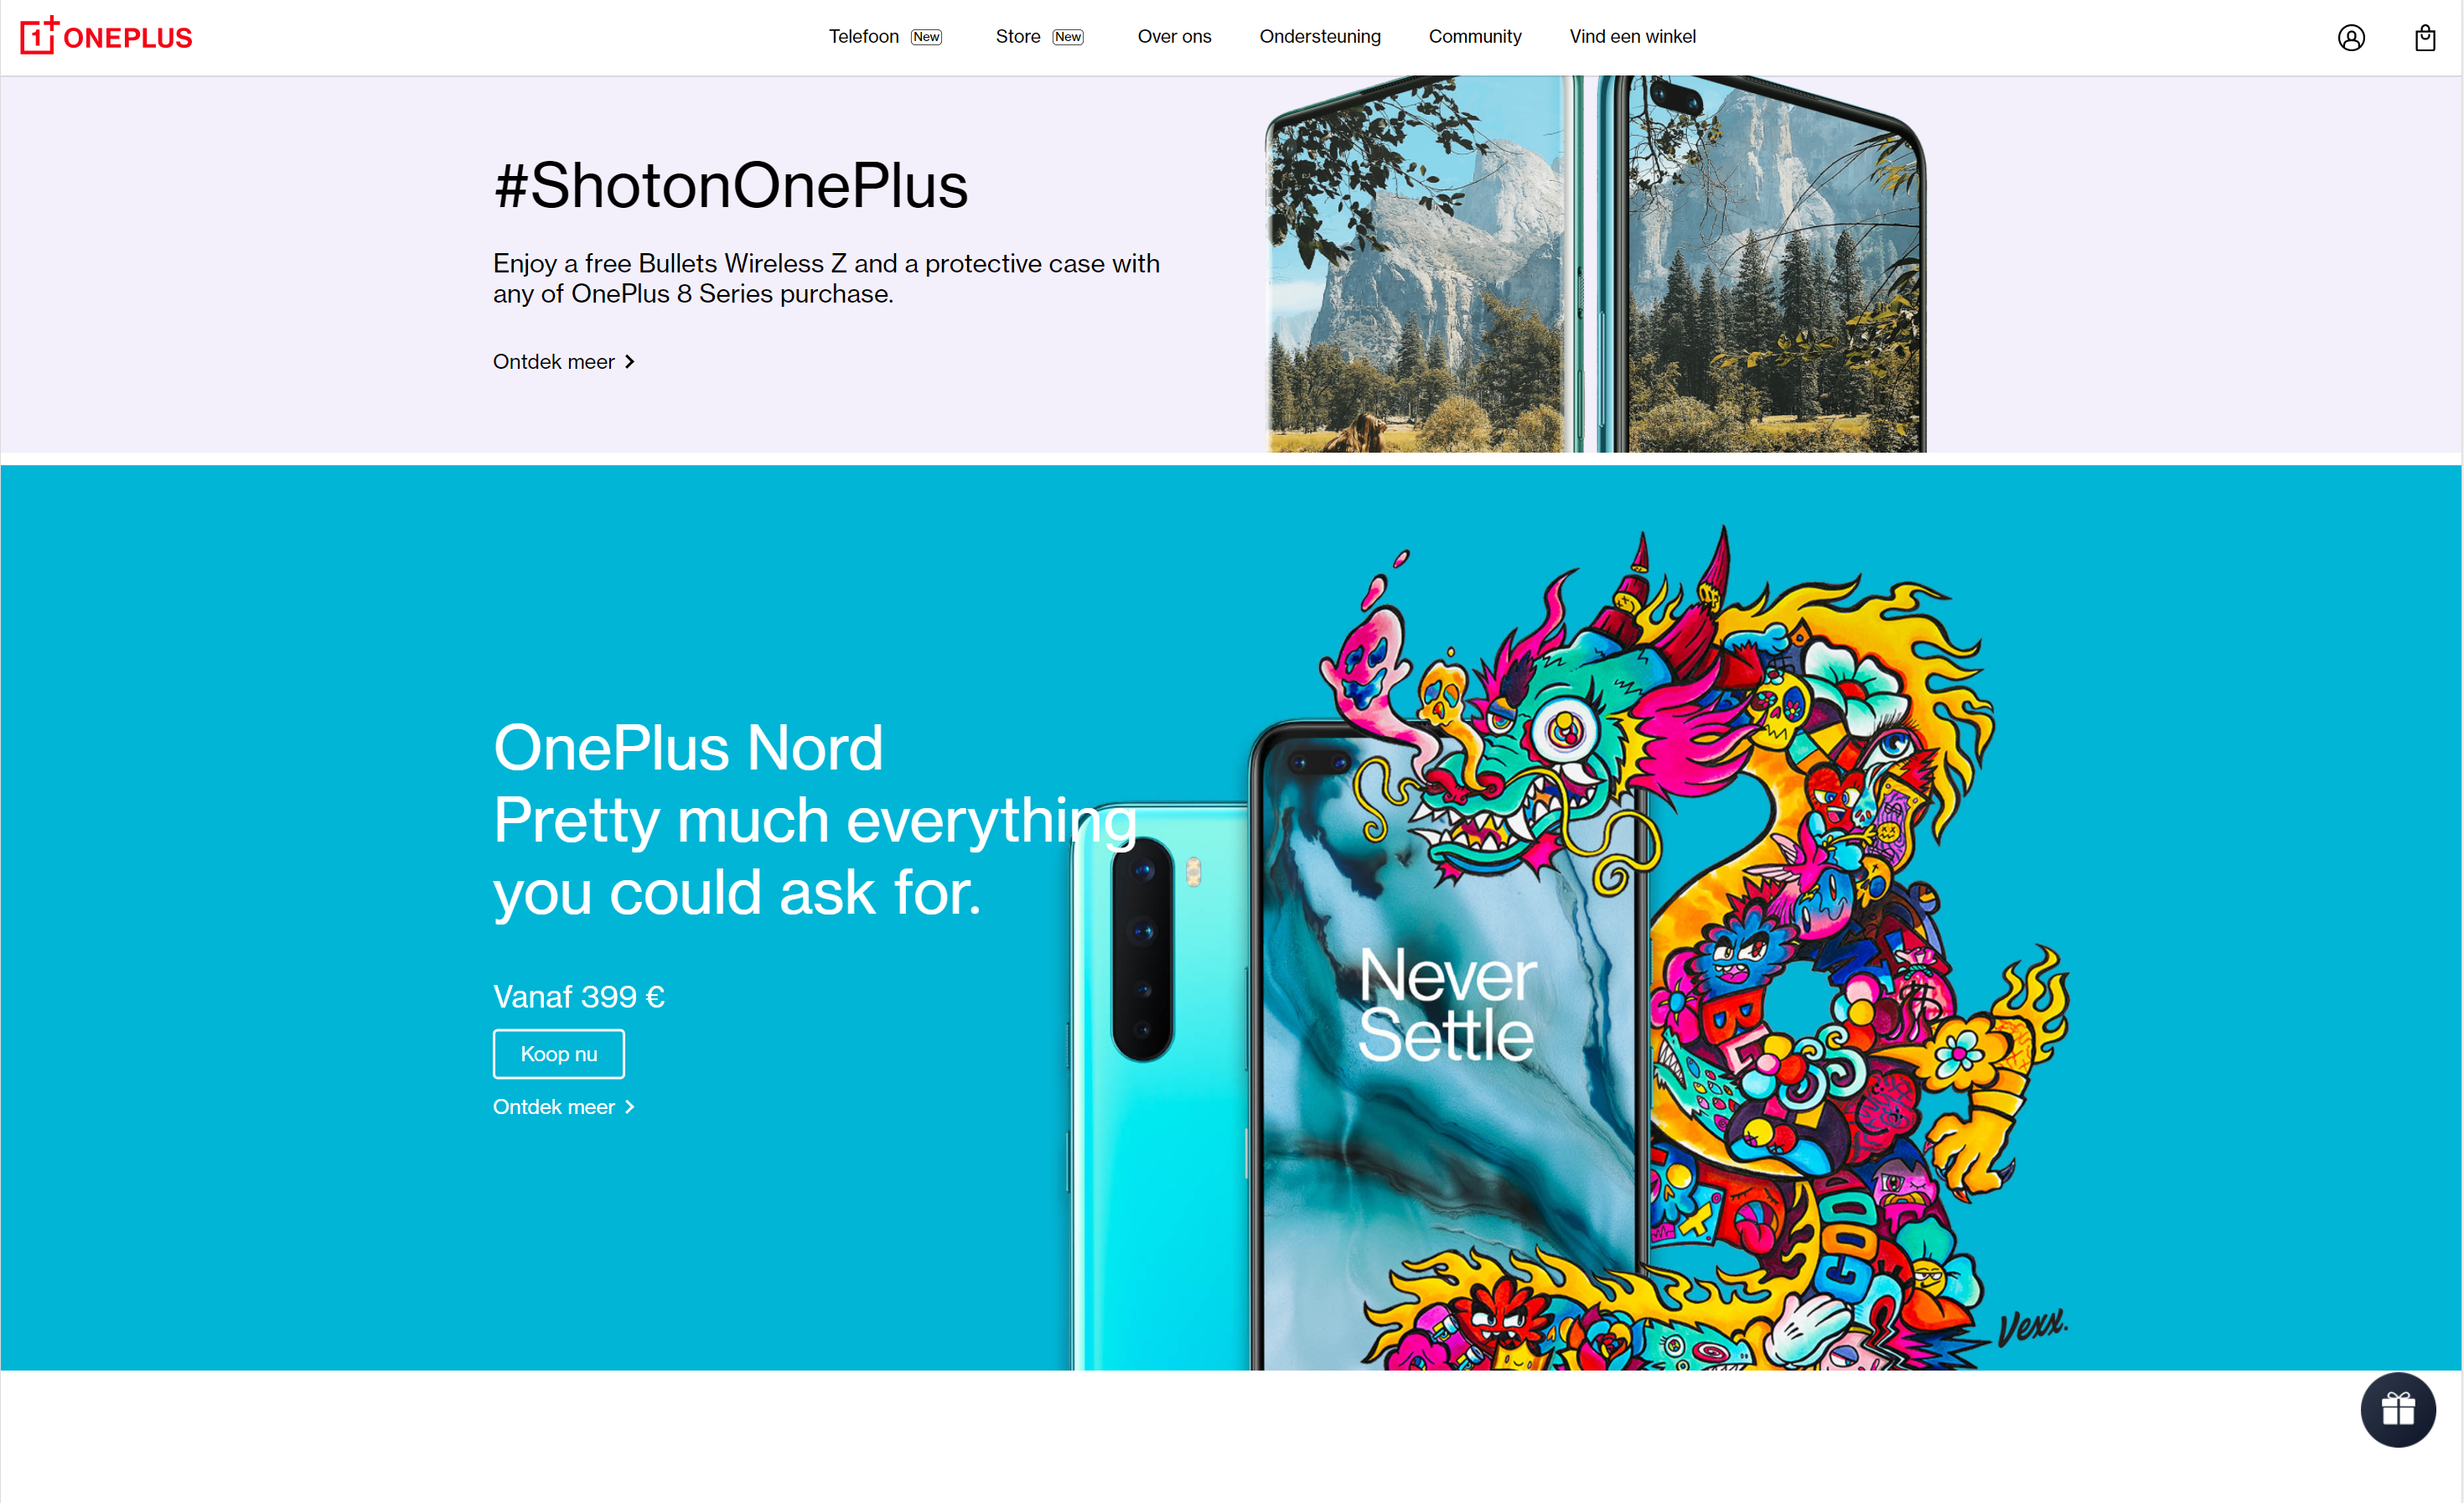 1+ ONEPLUS
Telefoon New Store New Over ons Ondersteuning Community Vind een winkel
#ShotonOnePlus
Enjoy a free Bullets Wireless Z and a protective case with
any of OnePlus 8 Series purchase.
Ontdek meer
OnePlus Nord
Pretty much everything
you could ask for.
Vanaf 399 €
Koop nu
Ontdek meer
Never
Settle
GOD
Vexx.